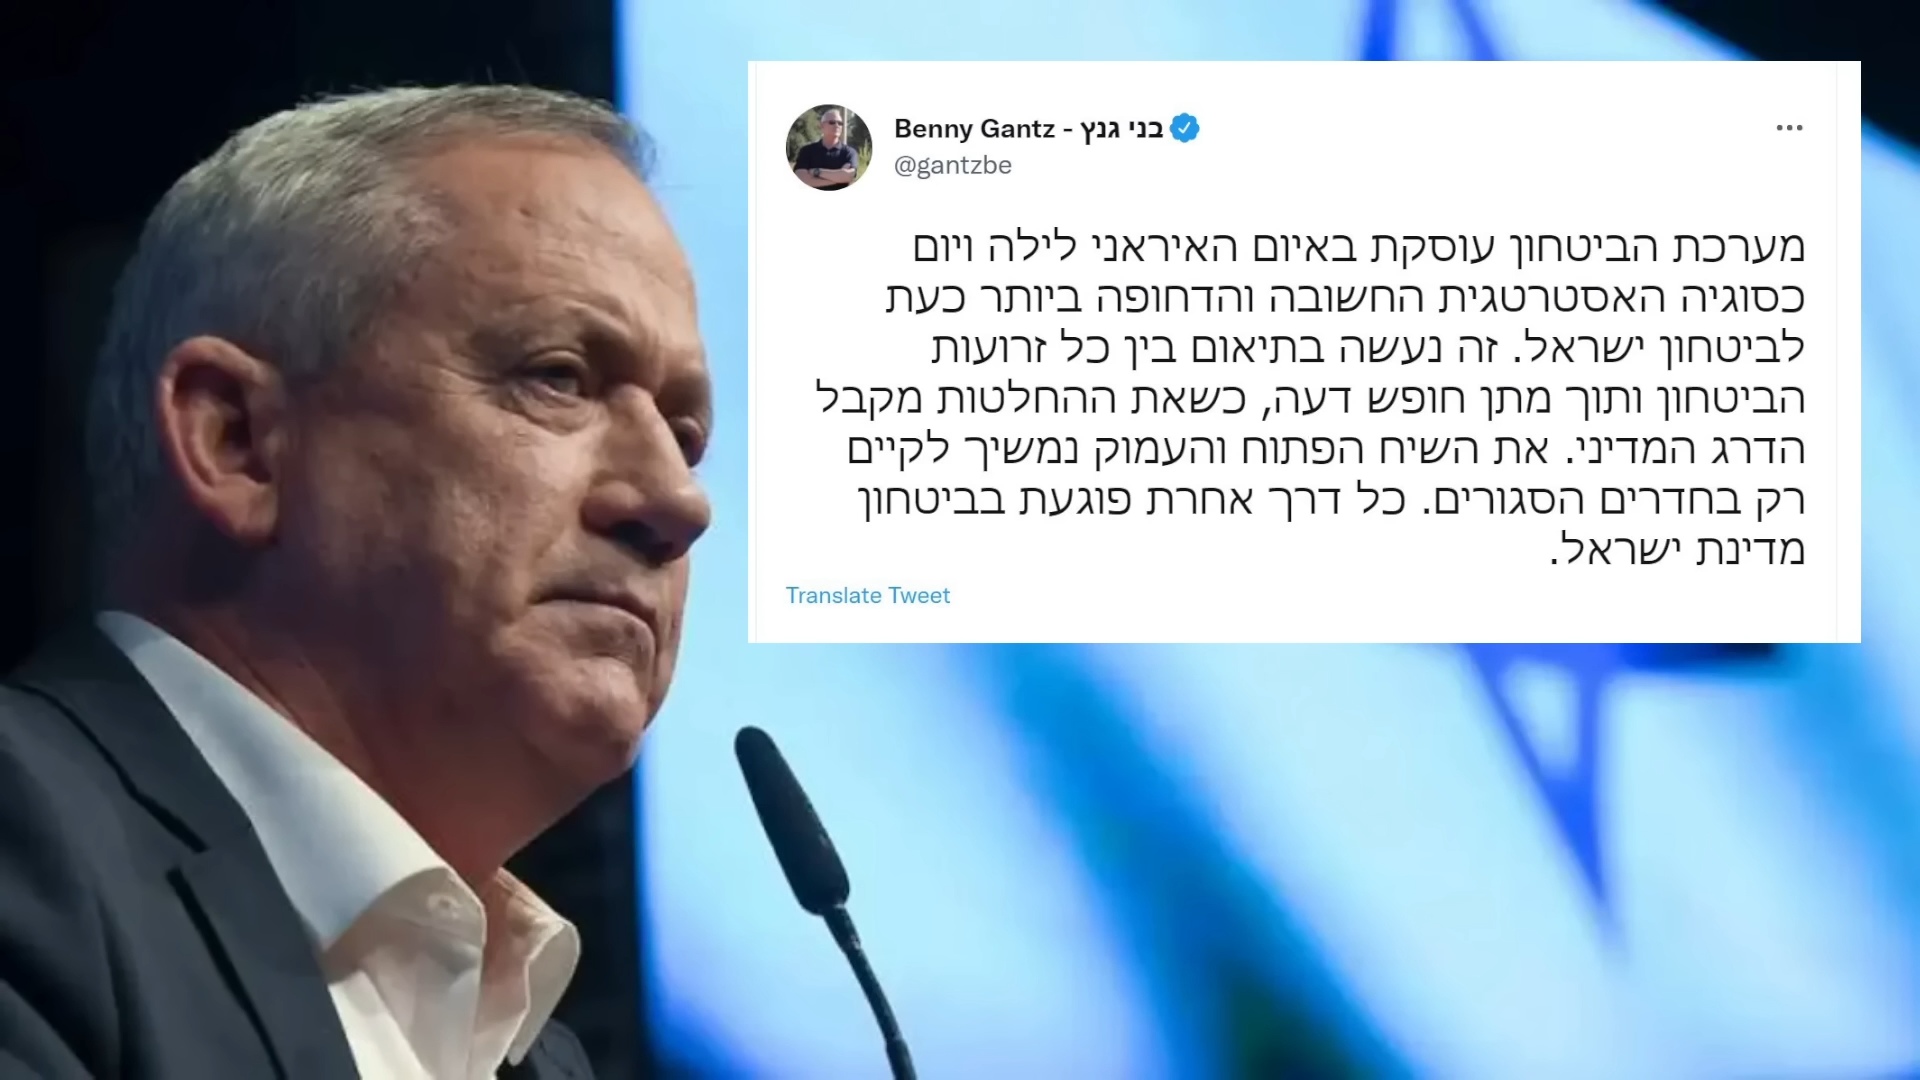 Benny Gantz - בני גנץ
@gantzbe
מערכת הביטחון עוסקת באיום האיראני לילה ויום
כסוגיה האסטרטגית החשובה והדחופה ביותר כעת
לביטחון ישראל. זה נעשה בתיאום בין כל זרועות
הביטחון ותוך מתן חופש דעה, כשאת ההחלטות מקבל
הדרג המדיני. את השיח הפתוח והעמוק נמשיך לקיים
רק בחדרים הסגורים. כל דרך אחרת פוגעת בביטחון
מדינת ישראל.
Translate Tweet